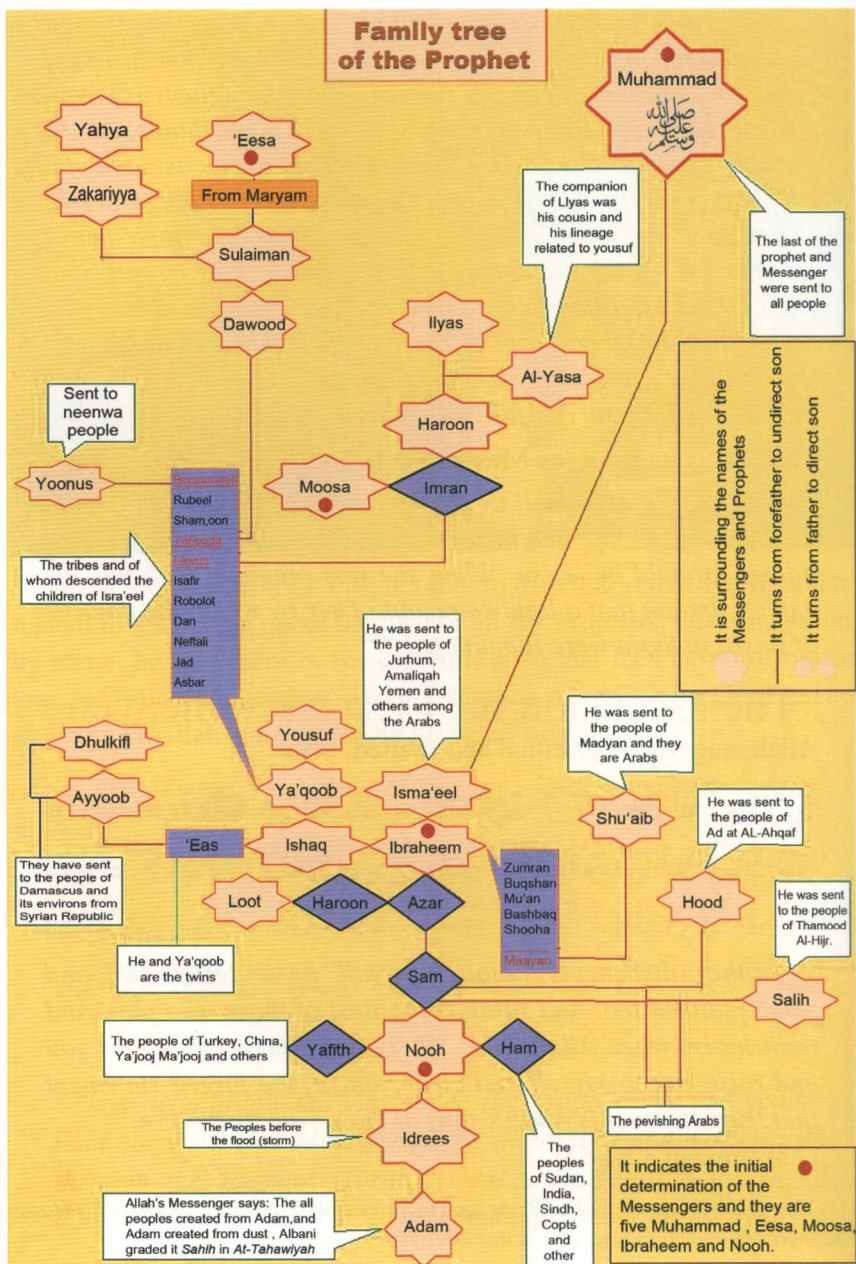 Family tree
of the Prophet
Muhammad
صلى الله
عليه
وسلم
Yahya
Zakariyya
'Eesa
From Maryam
Sulaiman
Dawood
The companion
of Llyas was
his cousin and
his lineage
related to yousuf
The last of the
prophet and
Messenger
were sent to
all people
Ilyas
Al-Yasa
Haroon
Moosa
Imran
Sent to
neenwa
people
Yoonus
Rubeel
Sham,oon
Yahooda
Isafir
Robolot
Dan
Neftali
Jad
Asbar
The tribes and of
whom descended the
children of Isra'eel
It is surrounding the names of the
Messengers and Prophets
It turns from forefather to undirect son
It turns from father to direct son
He was sent to
the people of
Jurhum,
Amaliqah
Yemen and
others among
the Arabs
He was sent to
the people of
Madyan and they
are Arabs
Dhulkifl
Ayyoob
Yousuf
Ya'qoob
Isma'eel
Shu'aib
He was sent to
the people of
Ad at AL-Ahqaf
'Eas
Ishaq
Ibraheem
Zumran
Buqshan
Mu'an
Bashbaq
Shooha
Maayan
Hood
He was sent
to the people
of Thamood
Al-Hijr.
They have sent
to the people of
Damascus and
its environs from
Syrian Republic
Loot
Haroon
Azar
He and Ya'qoob
are the twins
Sam
Salih
The people of Turkey, China,
Ya'jooj Ma'jooj and others
Yafith
Nooh
Ham
The pevishing Arabs
The Peoples before
the flood (storm)
Idrees
The
peoples
of Sudan,
India,
Sindh,
Copts
and
other
Allah's Messenger says: The all
peoples created from Adam,and
Adam created from dust , Albani
graded it Sahih in At-Tahawiyah
Adam
It indicates the initial
determination of the
Messengers and they are
five Muhammad , Eesa, Moosa,
Ibraheem and Nooh.